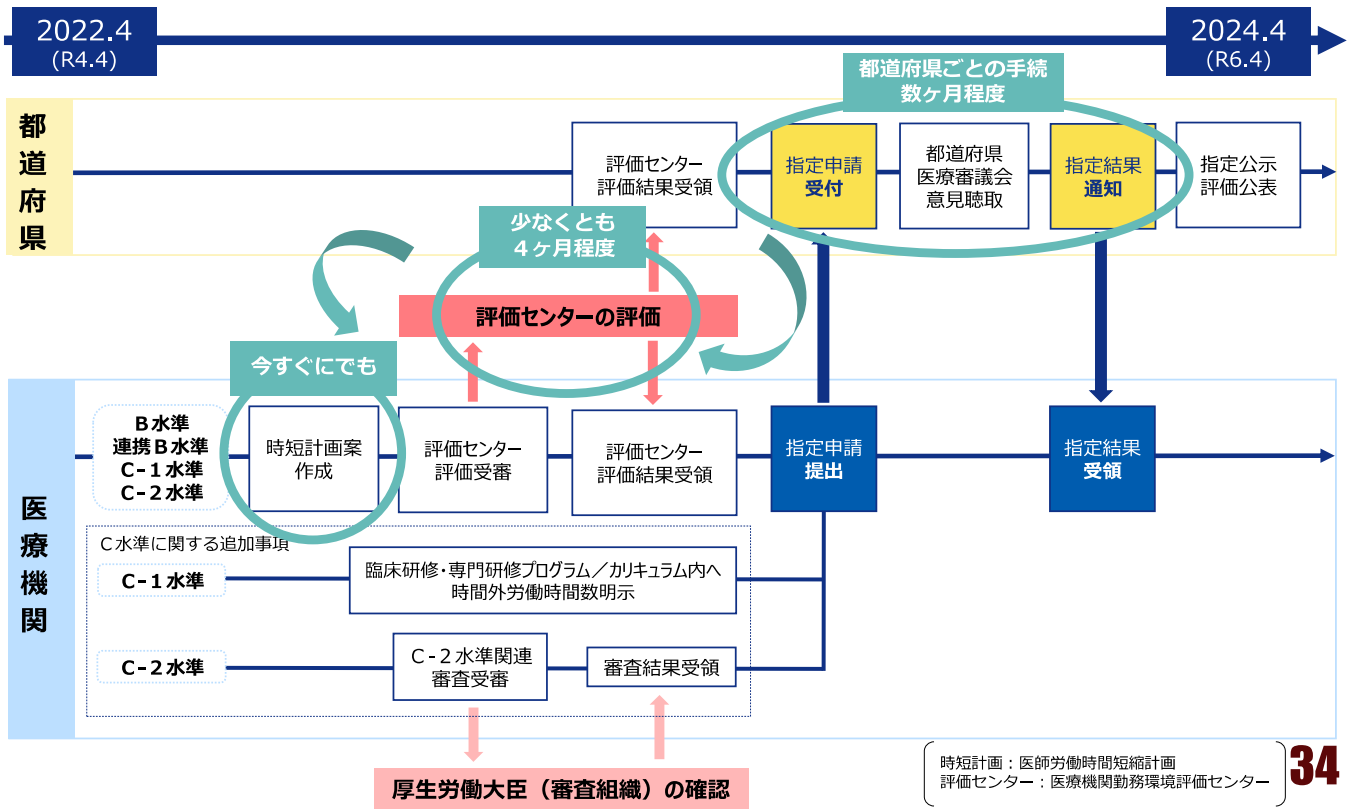 2022.4
(R4.4)
2024.4
(R6.4)
都道府県ごとの手続
数ヶ月程度
都道府県
評価センター
評価結果受領
指定申請
受付
都道府県
医療審議会
意見聴取
指定結果
通知
指定公示
評価公表
少なくとも
4ヶ月程度
評価センターの評価
今すぐにでも
医療機関
B水準
連携B水準
C-1水準
C-2水準
時短計画案
作成
評価センター
評価受審
評価センター
評価結果受領
指定申請
提出
指定結果
受領
C水準に関する追加事項
C-1水準
臨床研修・専門研修プログラム/カリキュラム内へ
時間外労働時間数明示
C-2水準
C-2水準関連
審査受審
審査結果受領
厚生労働大臣(審査組織)の確認
時短計画:医師労働時間短縮計画
評価センター:医療機関勤務環境評価センター
34